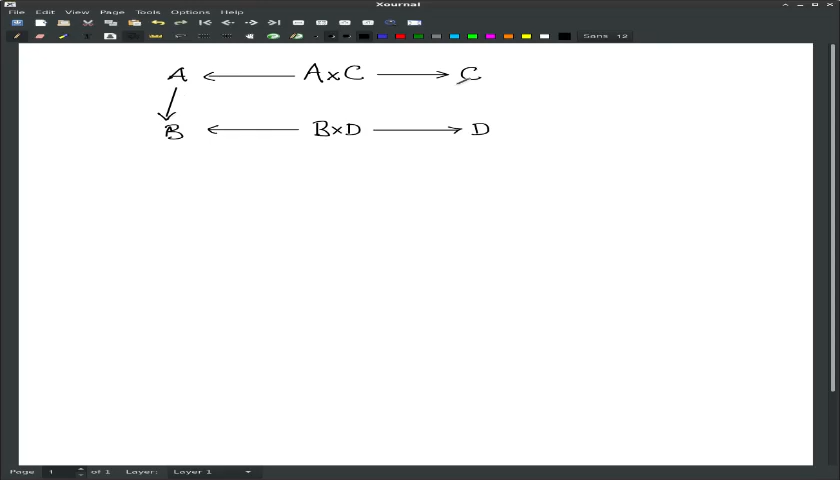 Xournal
File Edit View Page Tools Options Help
Sans 12
A ← A×C → C
↓
B ← B×D → D
Page 1 of 1 Layer: Layer 1